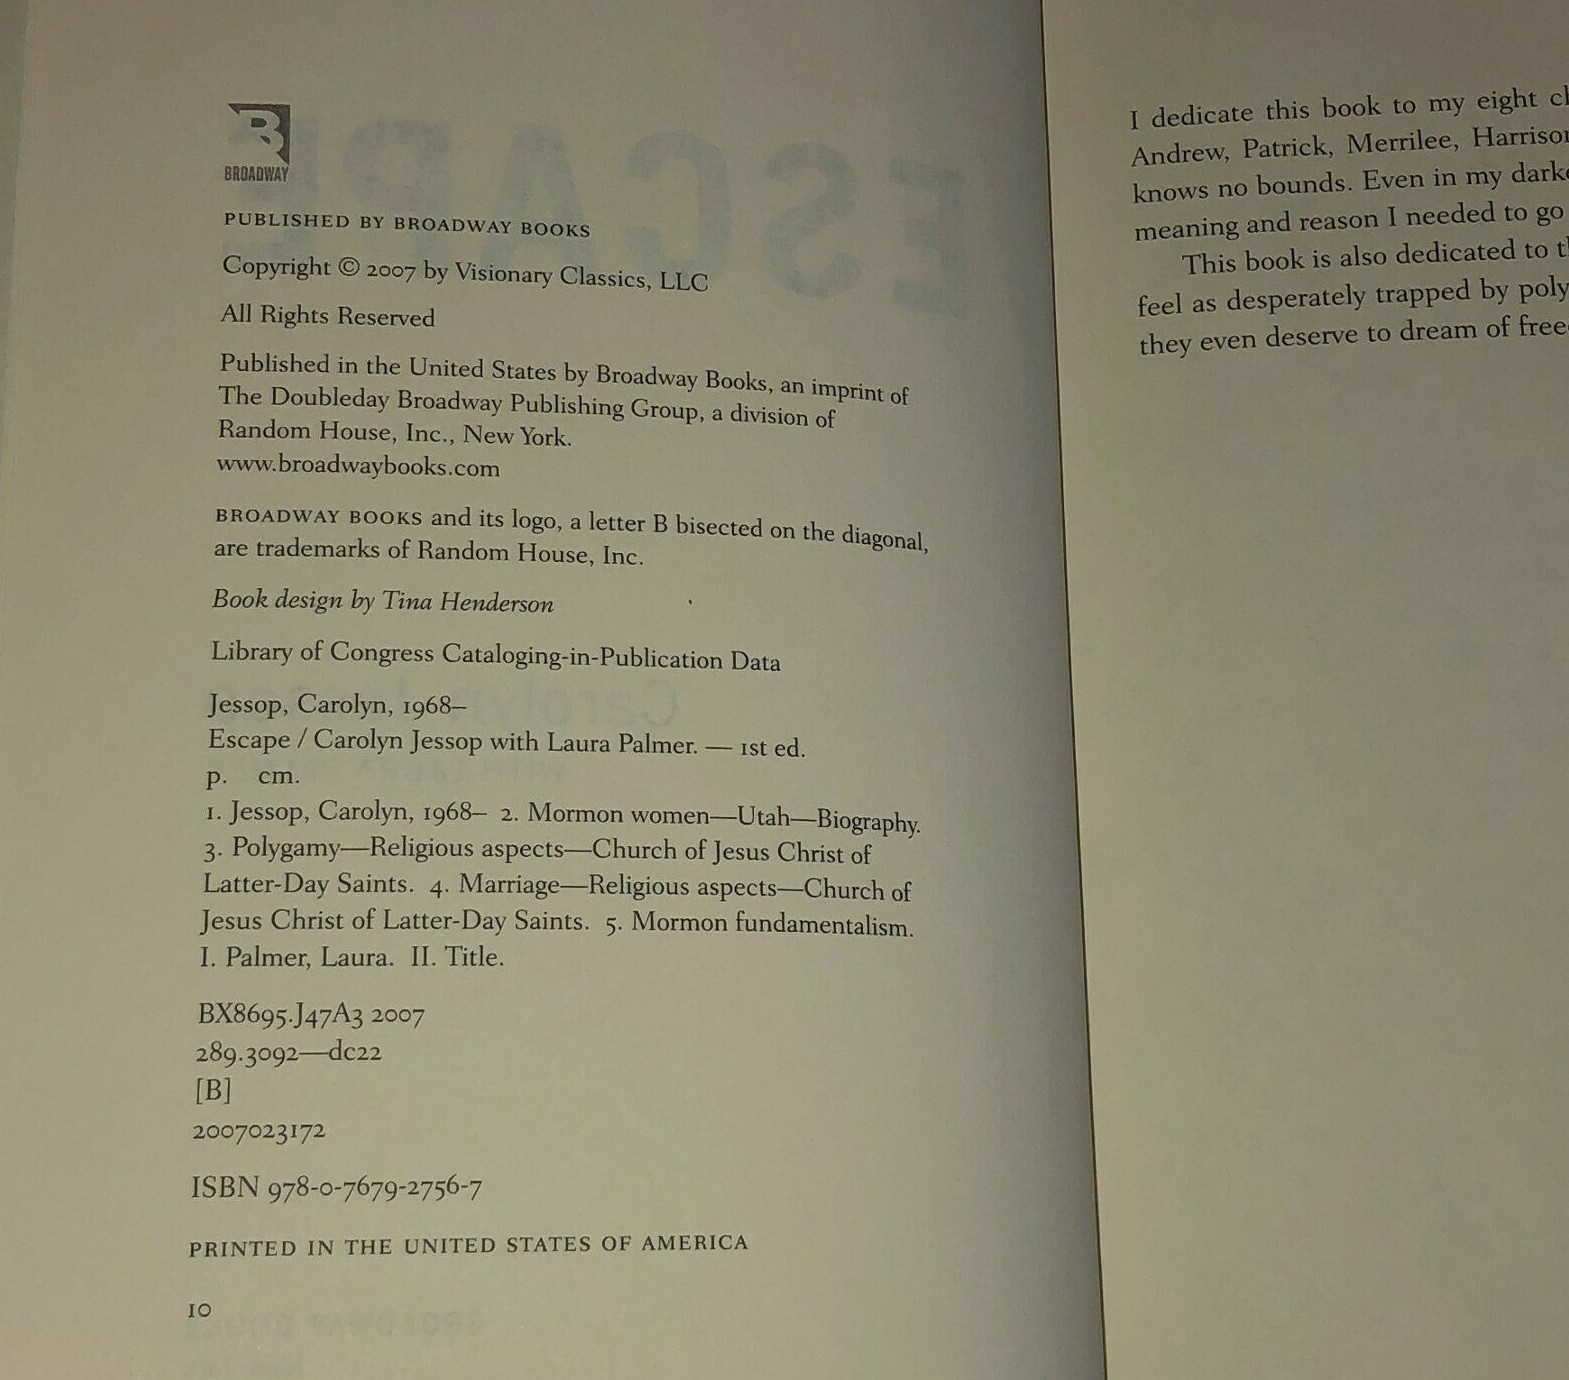 BROADWAY
PUBLISHED BY BROADWAY BOOKS
Copyright © 2007 by Visionary Classics, LLC
All Rights Reserved
Published in the United States by Broadway Books, an imprint of
The Doubleday Broadway Publishing Group, a division of
Random House, Inc., New York.
www.broadwaybooks.com
BROADWAY BOOKS and its logo, a letter B bisected on the diagonal,
are trademarks of Random House, Inc.
Book design by Tina Henderson
Library of Congress Cataloging-in-Publication Data
Jessop, Carolyn, 1968–
Escape / Carolyn Jessop with Laura Palmer. — 1st ed.
p. cm.
1. Jessop, Carolyn, 1968– 2. Mormon women—Utah—Biography.
3. Polygamy—Religious aspects—Church of Jesus Christ of
Latter-Day Saints. 4. Marriage—Religious aspects—Church of
Jesus Christ of Latter-Day Saints. 5. Mormon fundamentalism.
I. Palmer, Laura. II. Title.
BX8695.J47A3 2007
289.3092—dc22
[B]
2007023172
ISBN 978-0-7679-2756-7
PRINTED IN THE UNITED STATES OF AMERICA
10
I dedicate this book to my eight
Andrew, Patrick, Merrilee, Harrison
knows no bounds. Even in my
meaning and reason I needed to go
This book is also dedicated to
feel as desperately trapped by
they even deserve to dream of